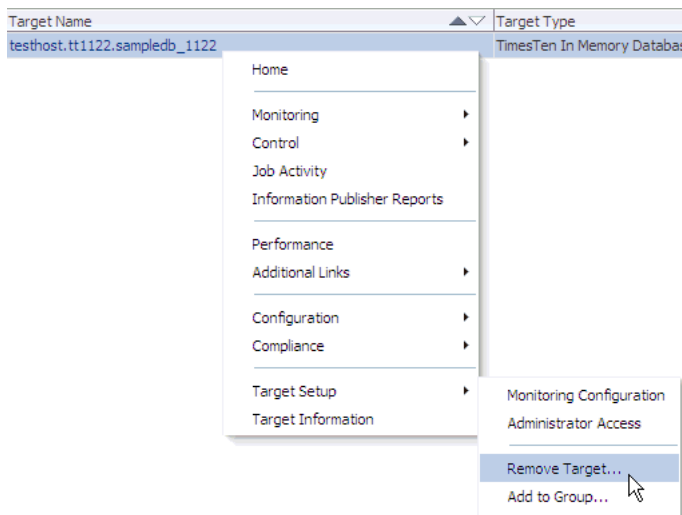 Target Name Target Type
testhost.tt1122.sampledb_1122 TimesTen In Memory
Home
Monitoring
Control
Job Activity
Information Publisher Reports
Performance
Additional Links
Configuration
Compliance
Target Setup
Target Information
Monitoring Configuration
Administrator Access
Remove Target...
Add to Group...